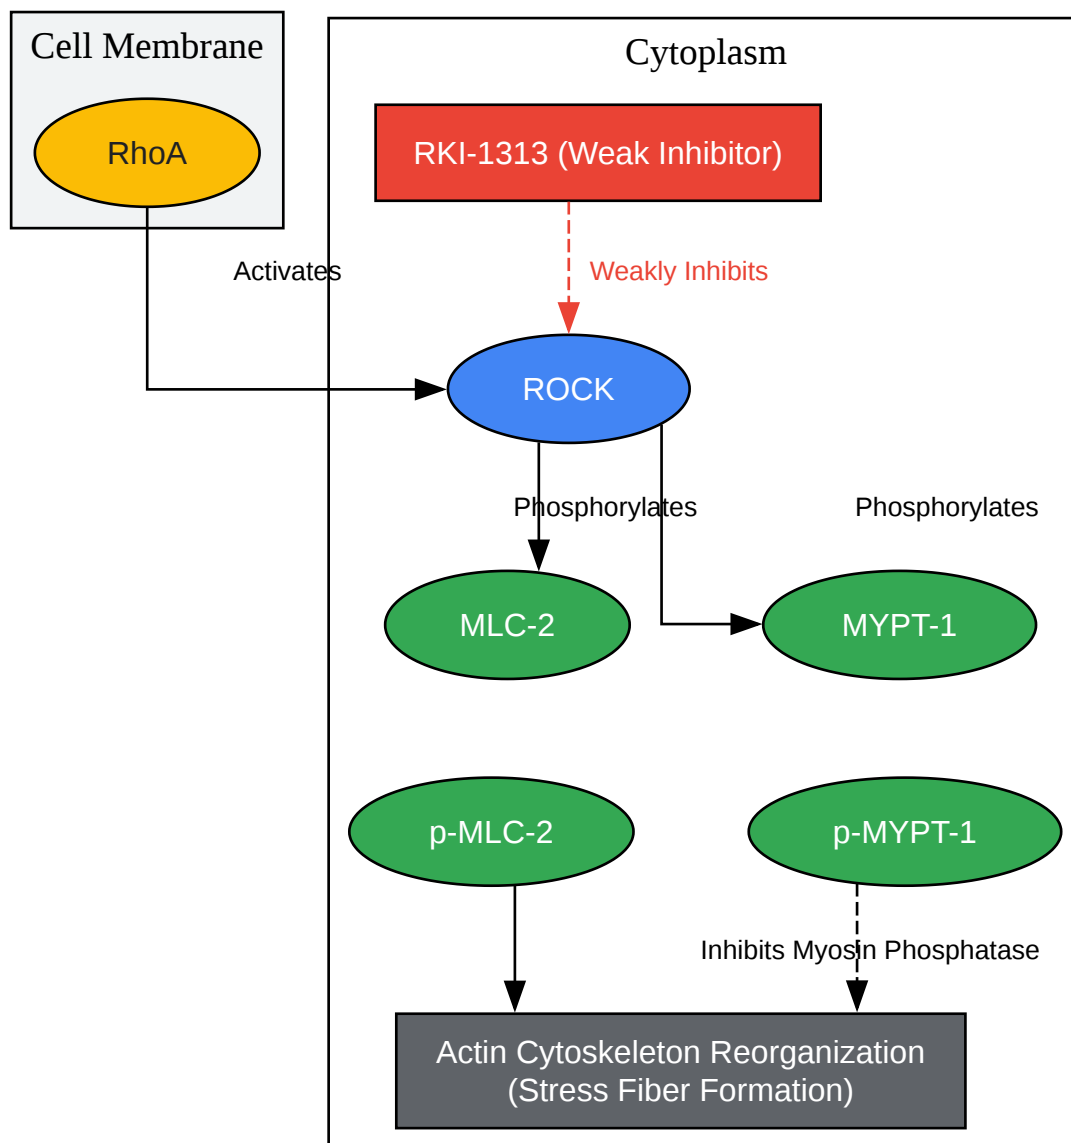 Cell Membrane
Cytoplasm
RhoA
RKI-1313 (Weak Inhibitor)
Activates
Weakly Inhibits
ROCK
Phosphorylates
Phosphorylates
MLC-2
MYPT-1
p-MLC-2
p-MYPT-1
Inhibits Myosin Phosphatase
Actin Cytoskeleton Reorganization
(Stress Fiber Formation)